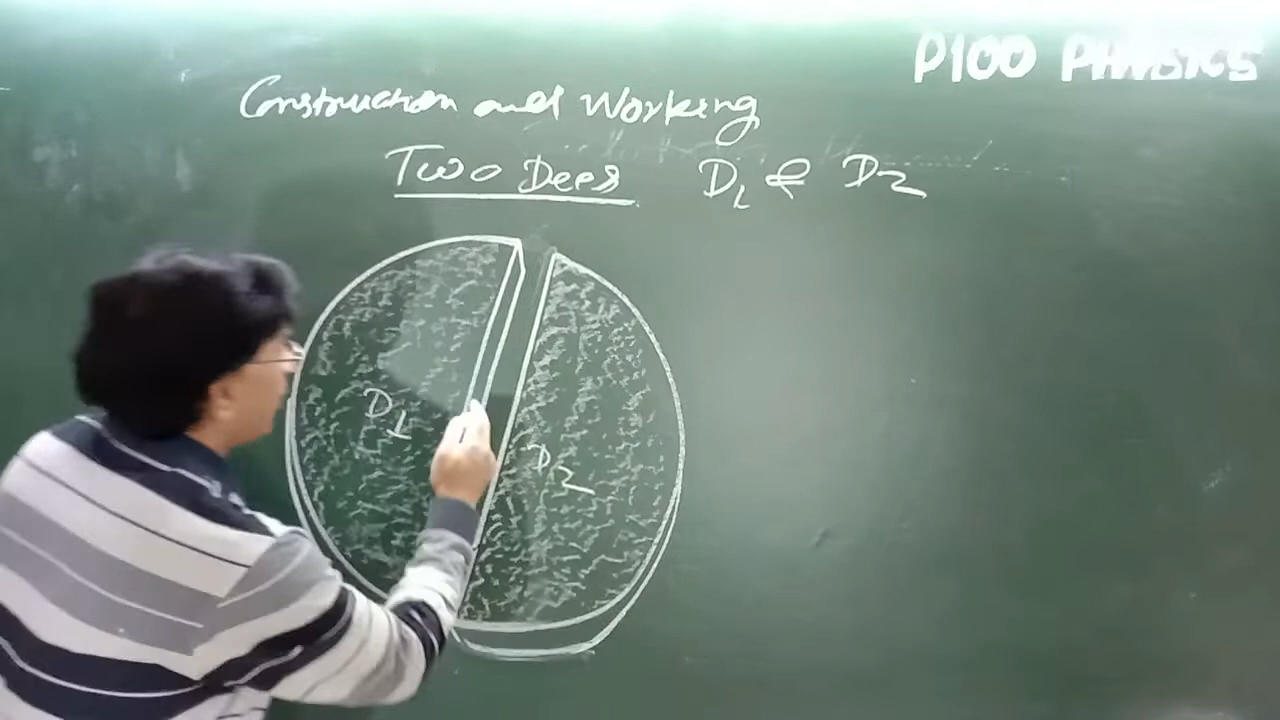 P100 PHYSICS
Construction and Working
Two Dees D1 & D2
D1
D2